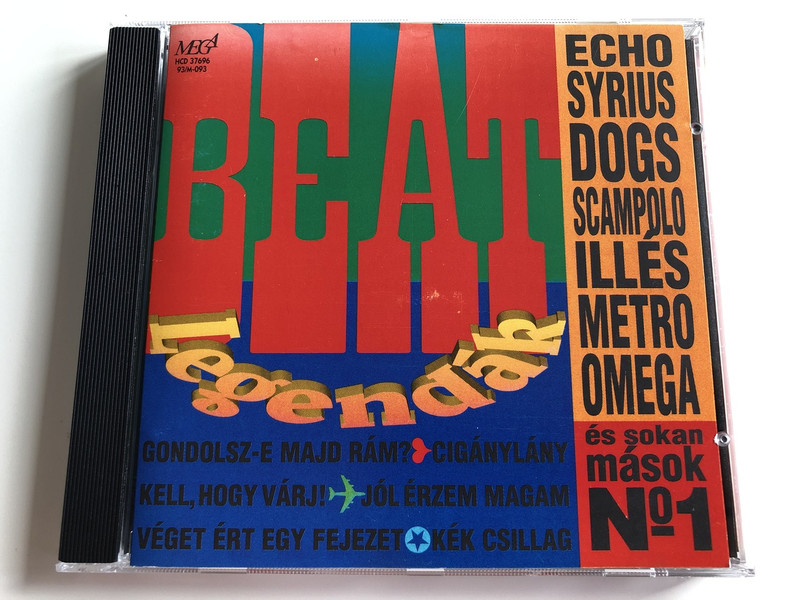 MEGA
HCD 37696
93/M-093
BEAT
legendák
GONDOLSZ-E MAJD RÁM? CIGÁNYLÁNY
KELL, HOGY VÁRJ! JÓL ÉRZEM MAGAM
VÉGET ÉRT EGY FEJEZET KÉK CSILLAG
ECHO
SYRIUS
DOGS
SCAMPOLO
ILLÉS
METRO
OMEGA
és sokan
mások
Nº1